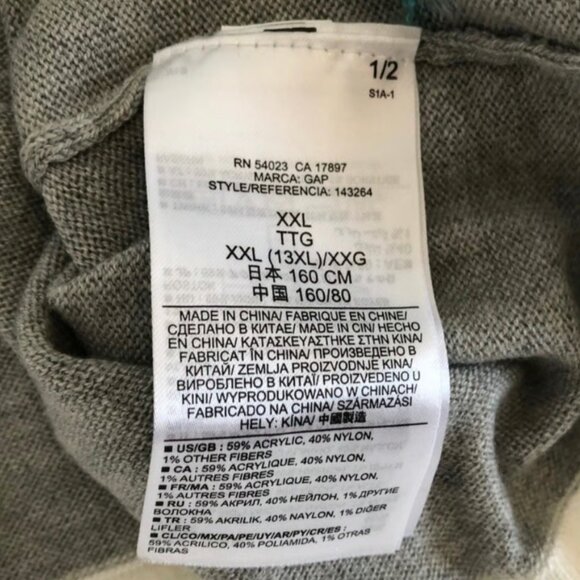 1/2
S1A-1
RN 54023 CA 17897
MARCA: GAP
STYLE/REFERENCIA: 143264
XXL
TTG
XXL (13XL)/XXG
日本 160 CM
中国 160/80
MADE IN CHINA/ FABRIQUE EN CHINE/
СДЕЛАНО В КИТАЕ/ MADE IN CIN/ HECHO
EN CHINA/ ΚΑΤΑΣΚΕΥΑΣΤΗΚΕ ΣΤΗΝ ΚΙΝΑ/
FABRICAT ÎN CHINA/ ПРОИЗВЕДЕНО В
КИТАЙ/ ZEMLJA PROIZVODNJE KINA/
ВИРОБЛЕНО В КИТАЇ/ PROIZVEDENO U
KINI/ WYPRODUKOWANO W CHINACH/
FABRICADO NA CHINA/ SZÁRMAZÁSI
HELY: KÍNA/ 中國製造
■ US/GB : 59% ACRYLIC, 40% NYLON,
1% OTHER FIBERS
■ CA : 59% ACRYLIQUE, 40% NYLON,
1% AUTRES FIBRES
■ FR/MA : 59% ACRYLIQUE, 40% NYLON,
1% AUTRES FIBRES
■ RU : 59% АКРИЛ, 40% НЕЙЛОН, 1% ДРУГИЕ
ВОЛОКНА
■ TR : 59% AKRILIK, 40% NAYLON, 1% DİĞER
LIFLER
■ CL/CO/MX/PA/PE/UY/AR/PY/CR/ES :
59% ACRILICO, 40% POLIAMIDA, 1% OTRAS
FIBRAS